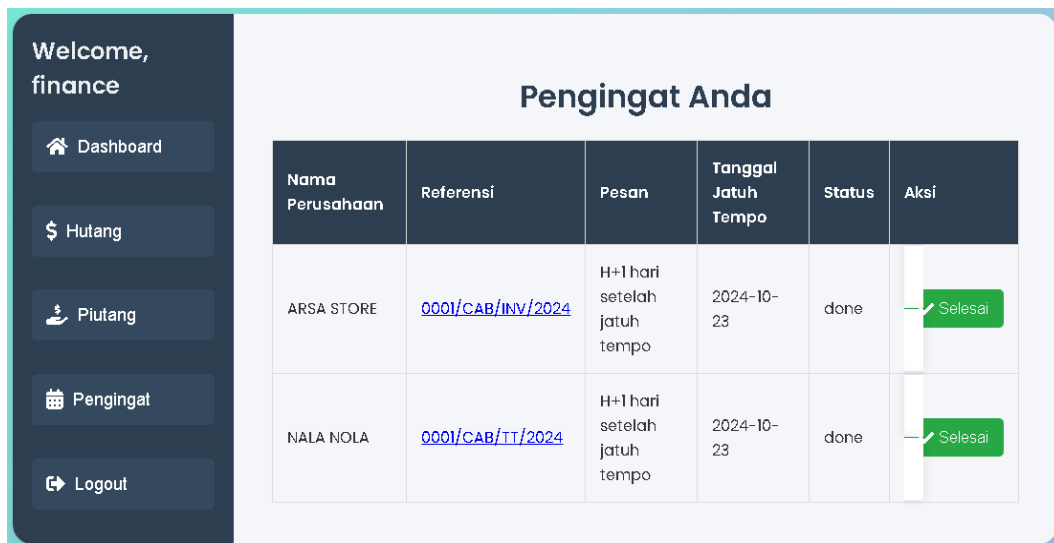 Welcome,
finance
Dashboard
$ Hutang
Piutang
Pengingat
Logout
Pengingat Anda
Nama
Perusahaan
Referensi
Pesan
Tanggal
Jatuh
Tempo
Status
Aksi
ARSA STORE
0001/CAB/INV/2024
H+1 hari
setelah
jatuh
tempo
2024-10-
23
done
Selesai
NALA NOLA
0001/CAB/TT/2024
H+1 hari
setelah
jatuh
tempo
2024-10-
23
done
Selesai